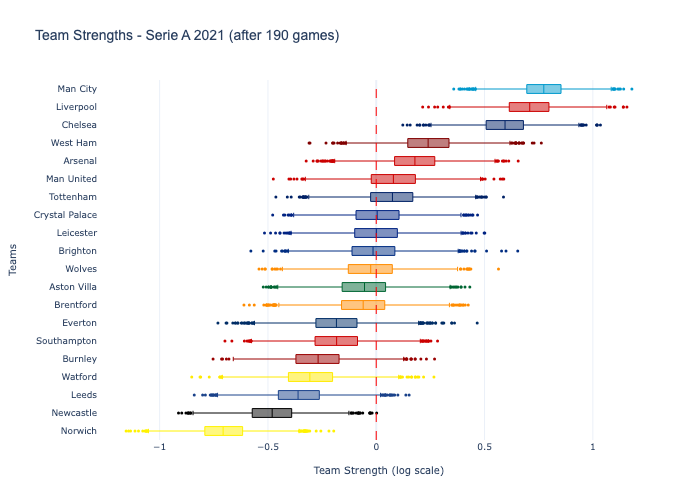 Team Strengths - Serie A 2021 (after 190 games)
Man City
Liverpool
Chelsea
West Ham
Arsenal
Man United
Tottenham
Crystal Palace
Leicester
Brighton
Wolves
Aston Villa
Brentford
Everton
Southampton
Burnley
Watford
Leeds
Newcastle
Norwich
Teams
−1
−0.5
0
0.5
1
Team Strength (log scale)